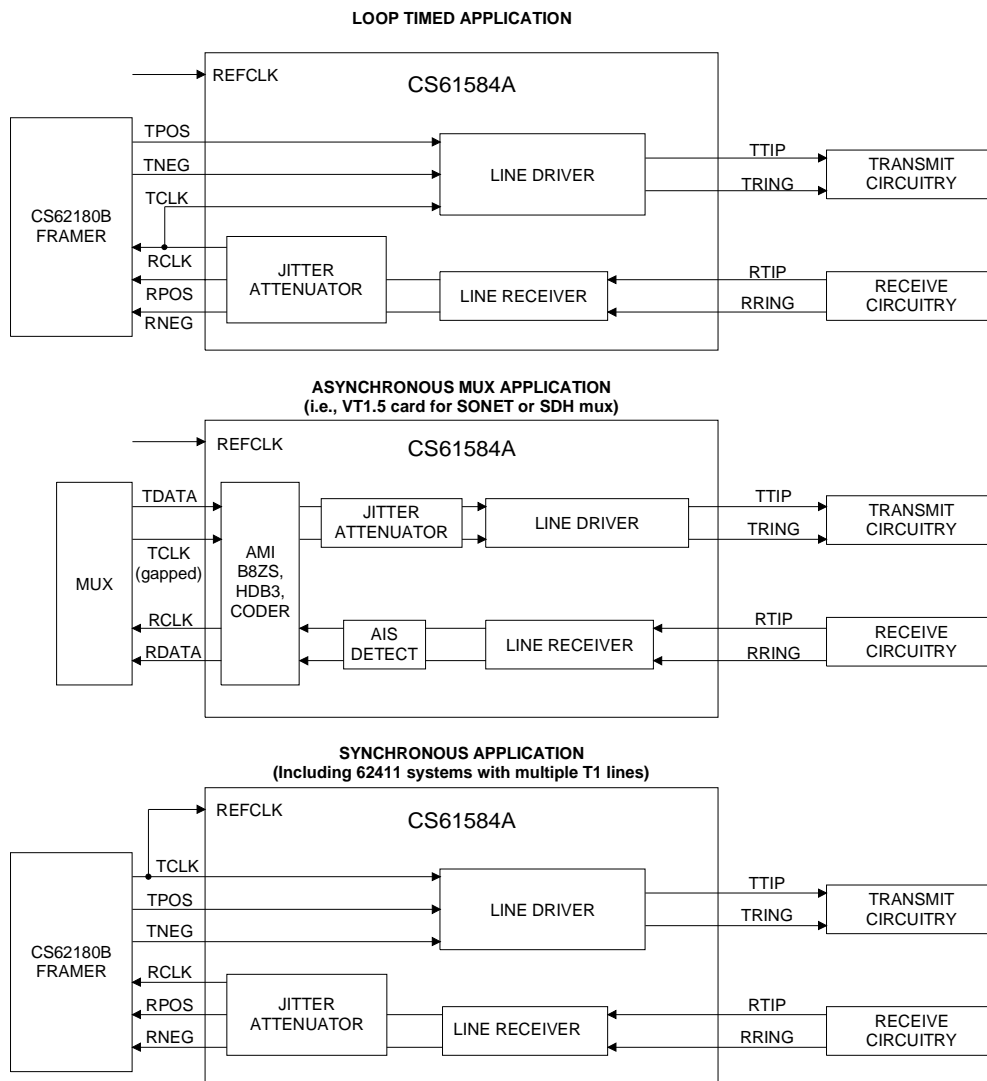 LOOP TIMED APPLICATION
REFCLK
CS61584A
TPOS
TNEG
TCLK
CS62180B
FRAMER
RCLK
RPOS
RNEG
LINE DRIVER
JITTER
ATTENUATOR
LINE RECEIVER
TTIP
TRING
TRANSMIT
CIRCUITRY
RTIP
RRING
RECEIVE
CIRCUITRY
ASYNCHRONOUS MUX APPLICATION
(i.e., VT1.5 card for SONET or SDH mux)
REFCLK
CS61584A
MUX
TDATA
TCLK
(gapped)
RCLK
RDATA
AMI
B8ZS,
HDB3,
CODER
JITTER
ATTENUATOR
LINE DRIVER
AIS
DETECT
LINE RECEIVER
TTIP
TRING
TRANSMIT
CIRCUITRY
RTIP
RRING
RECEIVE
CIRCUITRY
SYNCHRONOUS APPLICATION
(Including 62411 systems with multiple T1 lines)
REFCLK
CS61584A
TCLK
TPOS
TNEG
CS62180B
FRAMER
RCLK
RPOS
RNEG
LINE DRIVER
JITTER
ATTENUATOR
LINE RECEIVER
TTIP
TRING
TRANSMIT
CIRCUITRY
RTIP
RRING
RECEIVE
CIRCUITRY